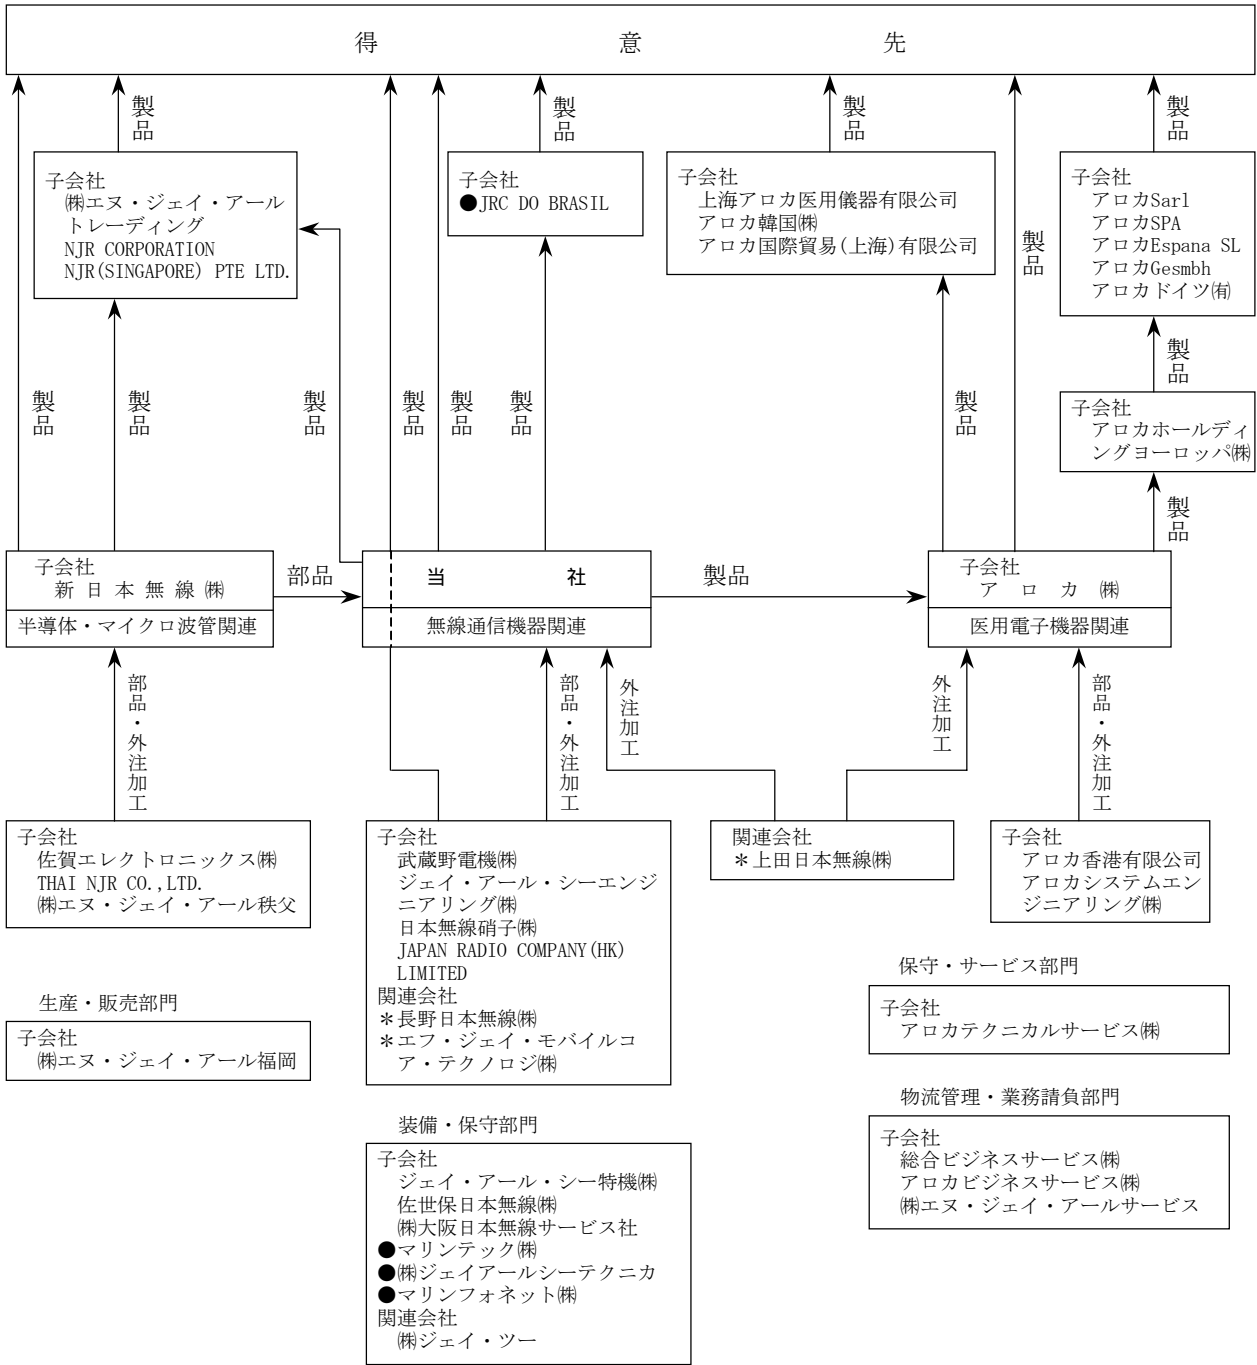 得意先
製品
製品
製品
製品
製品
子会社
㈱エヌ・ジェイ・アール
トレーディング
NJR CORPORATION
NJR(SINGAPORE) PTE LTD.
子会社
●JRC DO BRASIL
子会社
上海アロカ医用儀器有限公司
アロカ韓国㈱
アロカ国際貿易(上海)有限公司
子会社
アロカSarl
アロカSPA
アロカEspana SL
アロカGesmbh
アロカドイツ㈲
製品
製品
製品
製品
製品
製品
製品
製品
子会社
アロカホールディ
ングヨーロッパ㈱
製品
子会社
新日本無線㈱
半導体・マイクロ波管関連
部品
当社
無線通信機器関連
製品
子会社
アロカ㈱
医用電子機器関連
部品・外注加工
部品・外注加工
外注加工
外注加工
部品・外注加工
子会社
佐賀エレクトロニックス㈱
THAI NJR CO.,LTD.
㈱エヌ・ジェイ・アール秩父
子会社
武蔵野電機㈱
ジェイ・アール・シーエンジ
ニアリング㈱
日本無線硝子㈱
JAPAN RADIO COMPANY(HK)
LIMITED
関連会社
＊長野日本無線㈱
＊エフ・ジェイ・モバイルコ
ア・テクノロジ㈱
関連会社
＊上田日本無線㈱
子会社
アロカ香港有限公司
アロカシステムエン
ジニアリング㈱
生産・販売部門
子会社
㈱エヌ・ジェイ・アール福岡
保守・サービス部門
子会社
アロカテクニカルサービス㈱
装備・保守部門
子会社
ジェイ・アール・シー特機㈱
佐世保日本無線㈱
㈱大阪日本無線サービス社
●マリンテック㈱
●㈱ジェイアールシーテクニカ
●マリンフォネット㈱
関連会社
㈱ジェイ・ツー
物流管理・業務請負部門
子会社
総合ビジネスサービス㈱
アロカビジネスサービス㈱
㈱エヌ・ジェイ・アールサービス